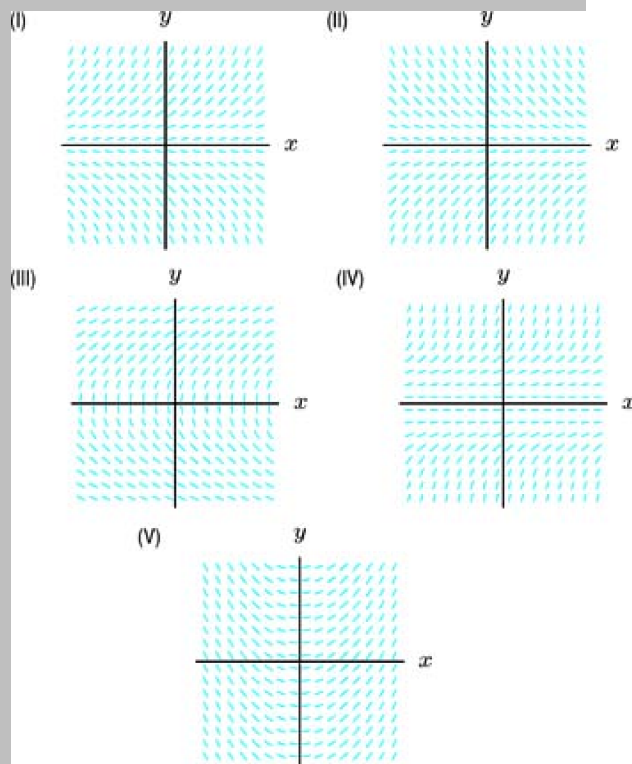 (I) y (II) y
x x
(III) y (IV) y
x x
(V) y
x